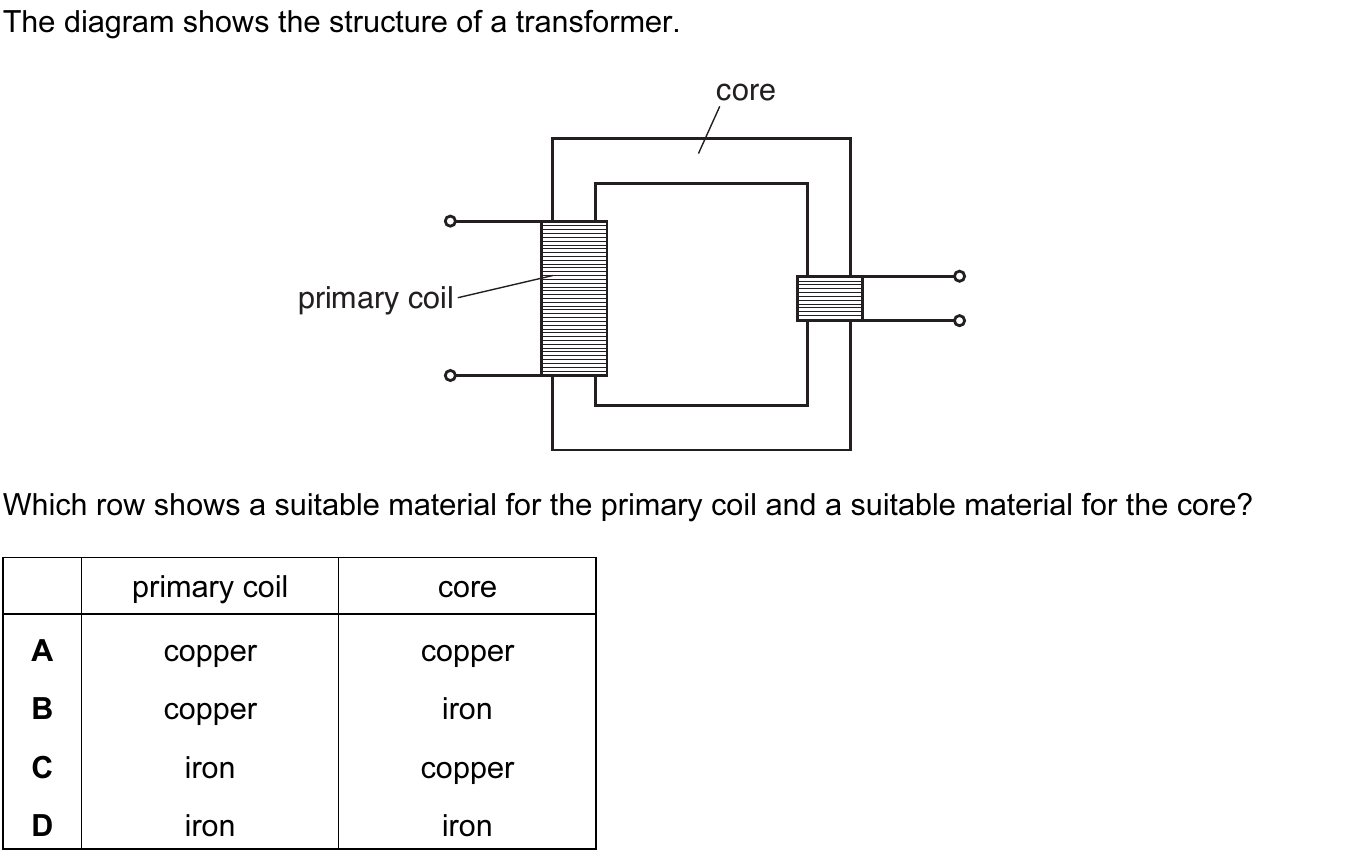 The diagram shows the structure of a transformer.
core
primary coil
Which row shows a suitable material for the primary coil and a suitable material for the core?
primary coil core
A copper copper
B copper iron
C iron copper
D iron iron